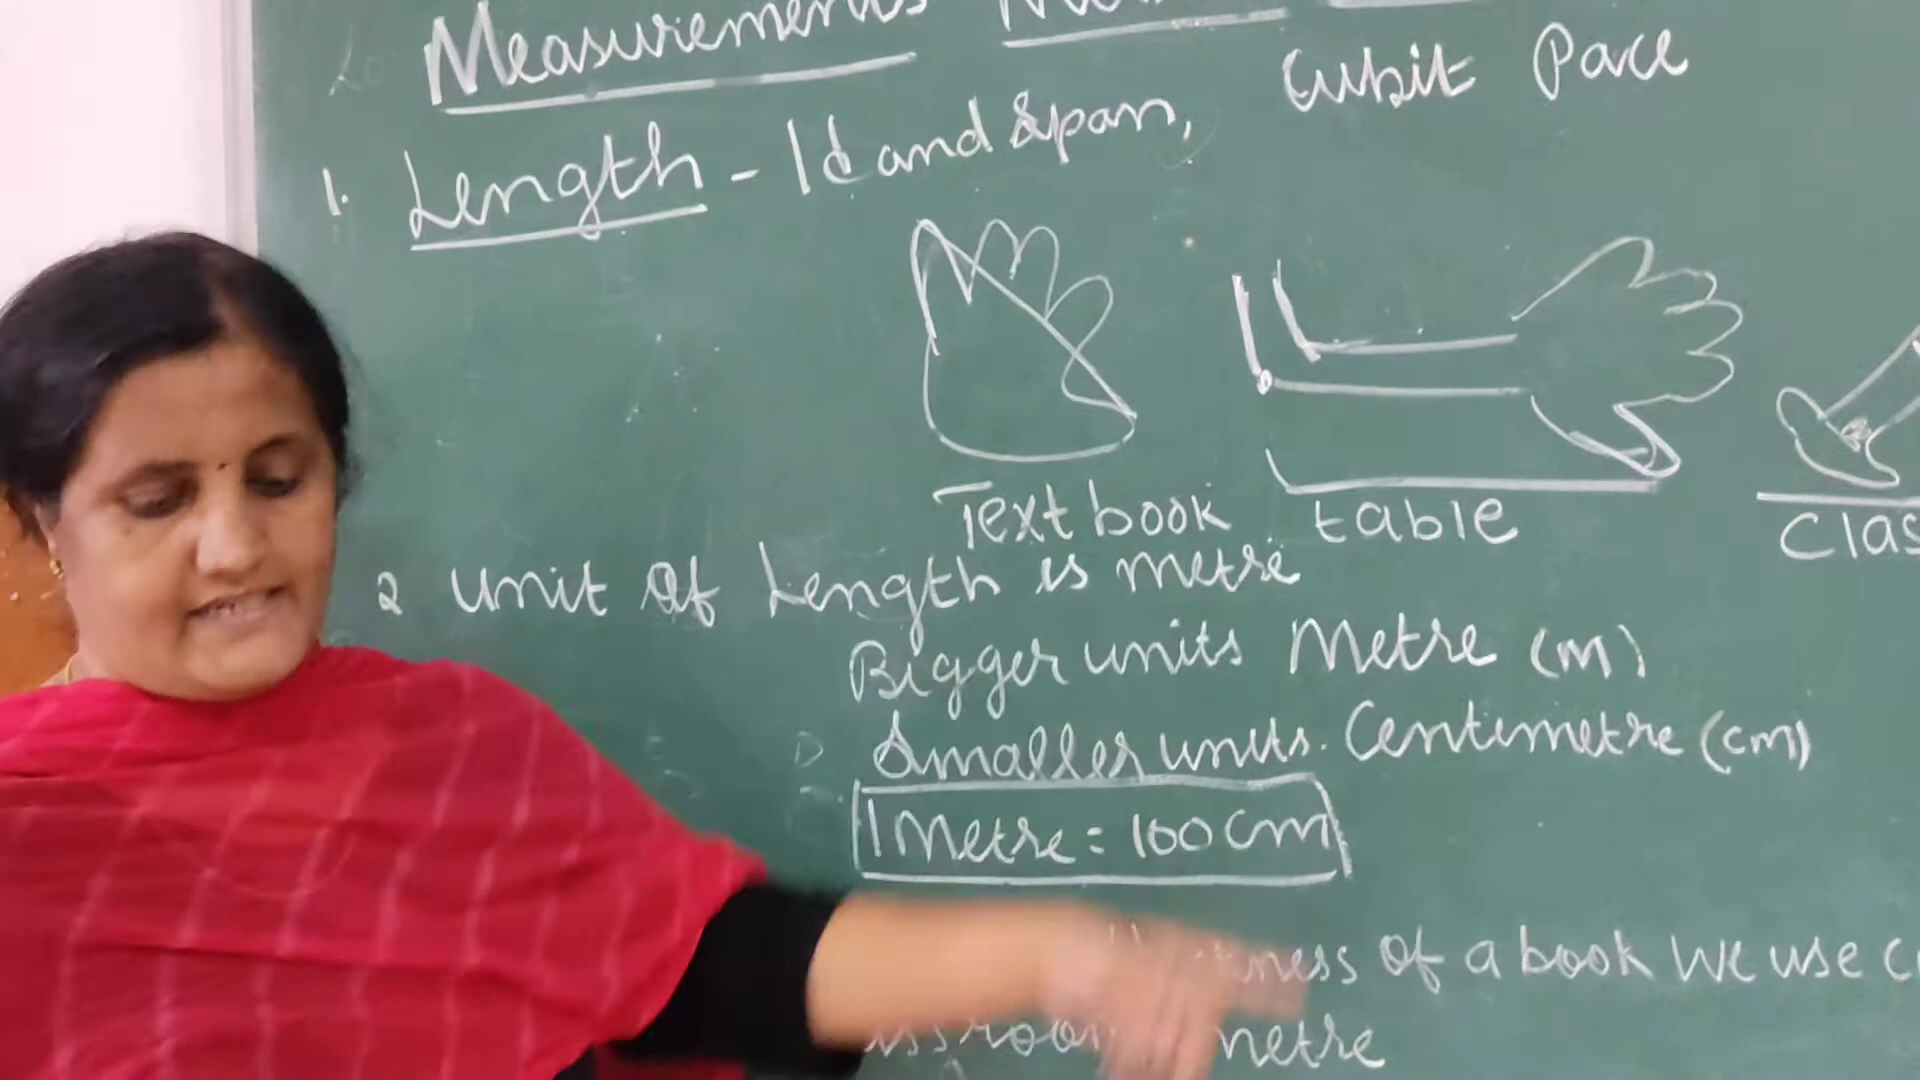 Measurements
Cubit Pace
1. Length - Hand Span,
Text book table
2 Unit of Length is metre
Bigger units Metre (m)
Smaller units. Centimetre (cm)
1 Metre = 100 cm
of a book We use
metre